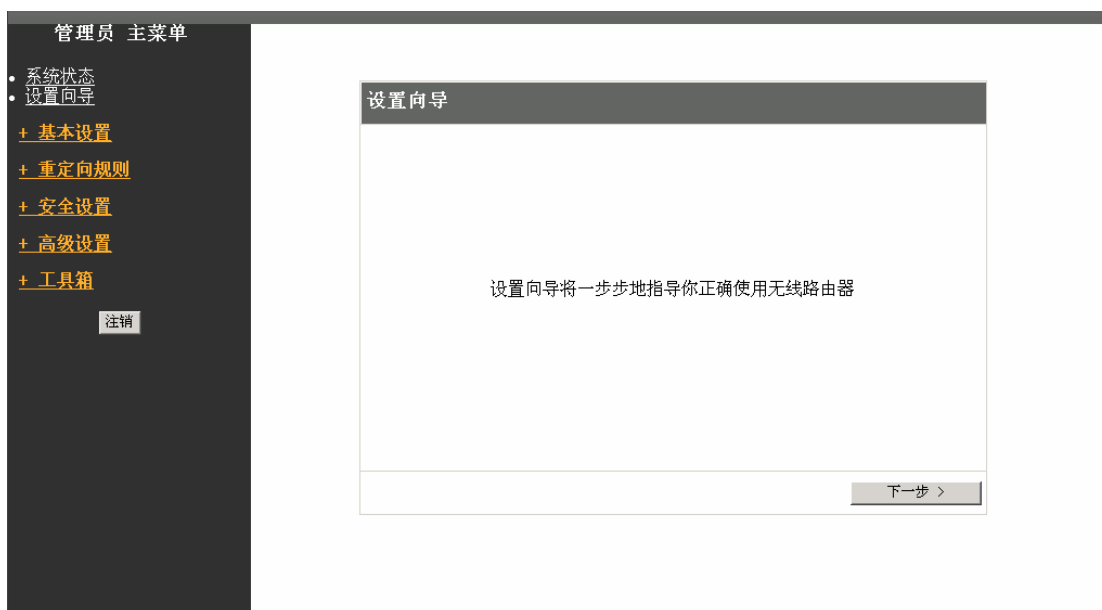 管理员 主菜单
系统状态
设置向导
+ 基本设置
+ 重定向规则
+ 安全设置
+ 高级设置
+ 工具箱
注销
设置向导
设置向导将一步步地指导你正确使用无线路由器
下一步 >